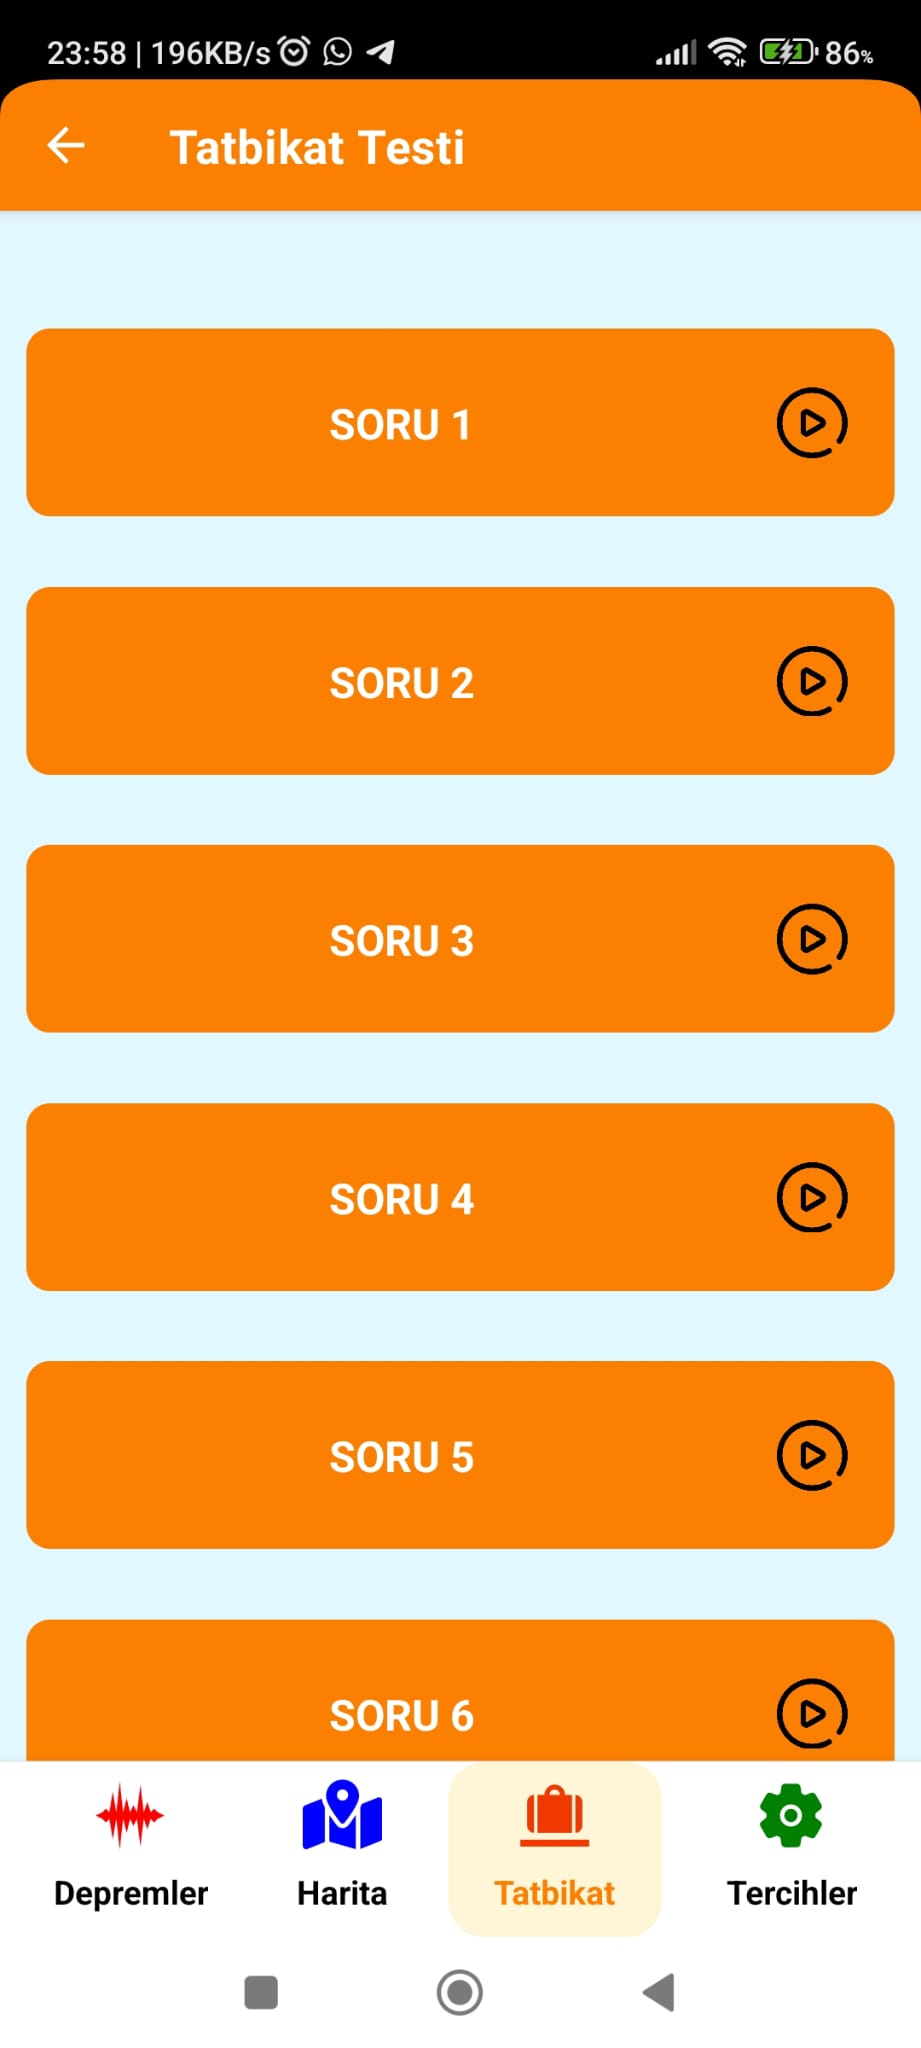 23:58 | 196KB/s 86%
Tatbikat Testi
SORU 1
SORU 2
SORU 3
SORU 4
SORU 5
SORU 6
Depremler Harita Tatbikat Tercihler